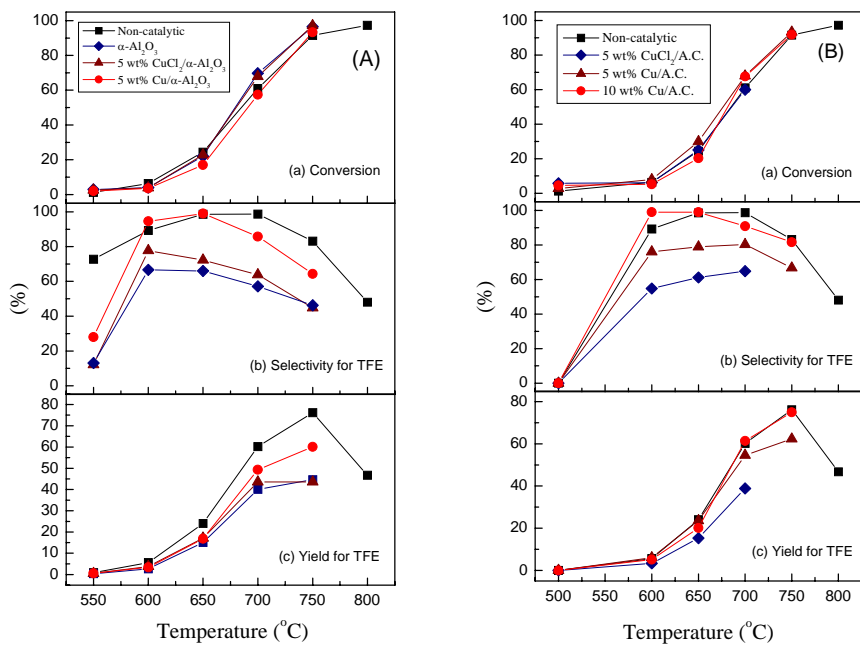 100
80
60
40
20
0
Non-catalytic
α-Al₂O₃
5 wt% CuCl₂/α-Al₂O₃
5 wt% Cu/α-Al₂O₃
(A)
(a) Conversion
100
80
60
40
20
0
(%)
(b) Selectivity for TFE
80
70
60
50
40
30
20
10
0
(c) Yield for TFE
550 600 650 700 750 800
Temperature (°C)
100
80
60
40
20
0
Non-catalytic
5 wt% CuCl₂/A.C.
5 wt% Cu/A.C.
10 wt% Cu/A.C.
(B)
(a) Conversion
100
80
60
40
20
0
(%)
(b) Selectivity for TFE
80
60
40
20
0
(c) Yield for TFE
500 550 600 650 700 750 800
Temperature (°C)